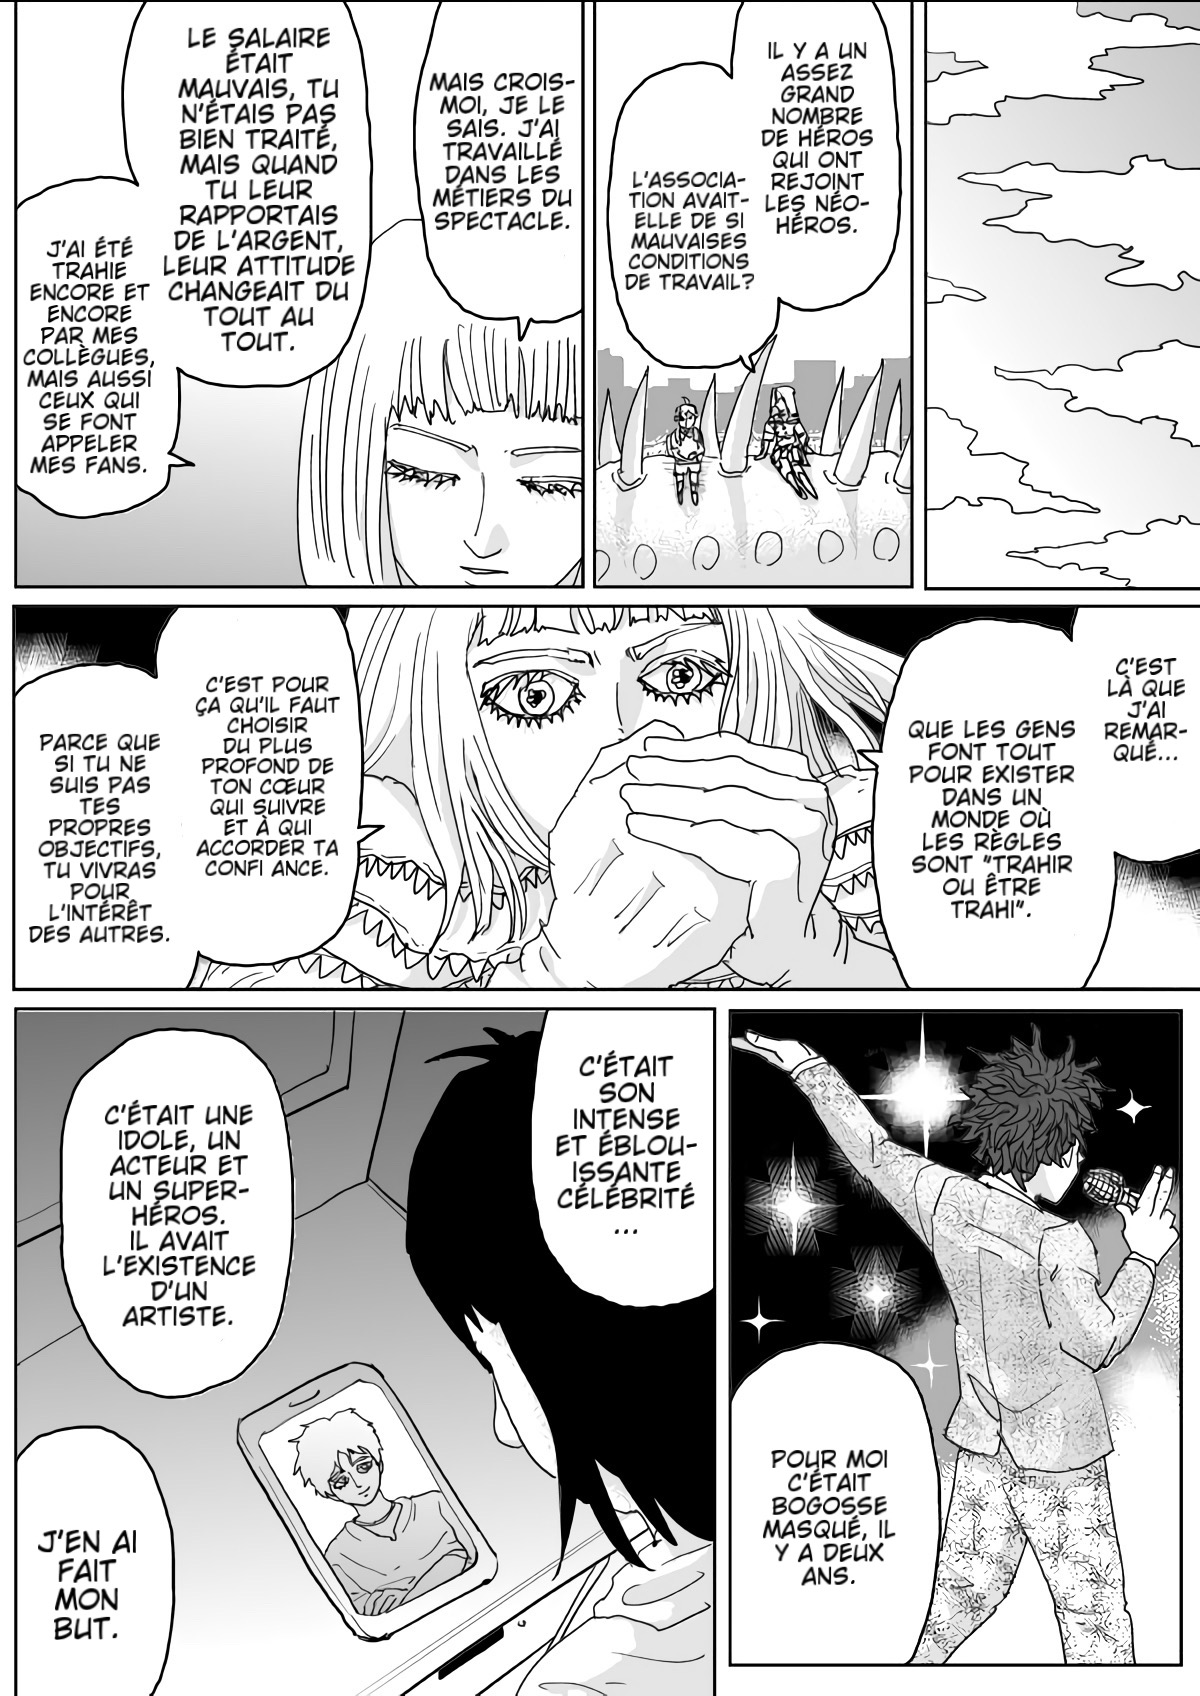 IL Y A UN
ASSEZ
GRAND
NOMBRE
DE HÉROS
QUI ONT
REJOINT
LES NÉO-
HÉROS.
L'ASSOCIA-
TION AVAIT-
ELLE DE SI
MAUVAISES
CONDITIONS
DE TRAVAIL?
MAIS CROIS-
MOI, JE LE
SAIS. J'AI
TRAVAILLÉ
DANS LES
MÉTIERS DU
SPECTACLE.
LE SALAIRE
ÉTAIT
MAUVAIS, TU
N'ÉTAIS PAS
BIEN TRAITÉ,
MAIS QUAND
TU LEUR
RAPPORTAIS
DE L'ARGENT,
LEUR ATTITUDE
CHANGEAIT DU
TOUT AU
TOUT.
J'AI ÉTÉ
TRAHIE
ENCORE ET
ENCORE
PAR MES
COLLÈGUES,
MAIS AUSSI
CEUX QUI
SE FONT
APPELER
MES FANS.
C'EST
LÀ QUE
J'AI
REMAR-
QUÉ...
QUE LES GENS
FONT TOUT
POUR EXISTER
DANS UN
MONDE OÙ
LES RÈGLES
SONT "TRAHIR
OU ÊTRE
TRAHI".
C'EST POUR
ÇA QU'IL FAUT
CHOISIR
DU PLUS
PROFOND DE
TON CŒUR
QUI SUIVRE
ET À QUI
ACCORDER TA
CONFI ANCE.
PARCE QUE
SI TU NE
SUIS PAS
TES
PROPRES
OBJECTIFS,
TU VIVRAS
POUR
L'INTÉRÊT
DES AUTRES.
POUR MOI
C'ÉTAIT
BOGOSSE
MASQUÉ, IL
Y A DEUX
ANS.
C'ÉTAIT
SON
INTENSE
ET ÉBLOU-
ISSANTE
CÉLÉBRITÉ
...
C'ÉTAIT UNE
IDOLE, UN
ACTEUR ET
UN SUPER-
HÉROS.
IL AVAIT
L'EXISTENCE
D'UN
ARTISTE.
J'EN AI
FAIT
MON
BUT.